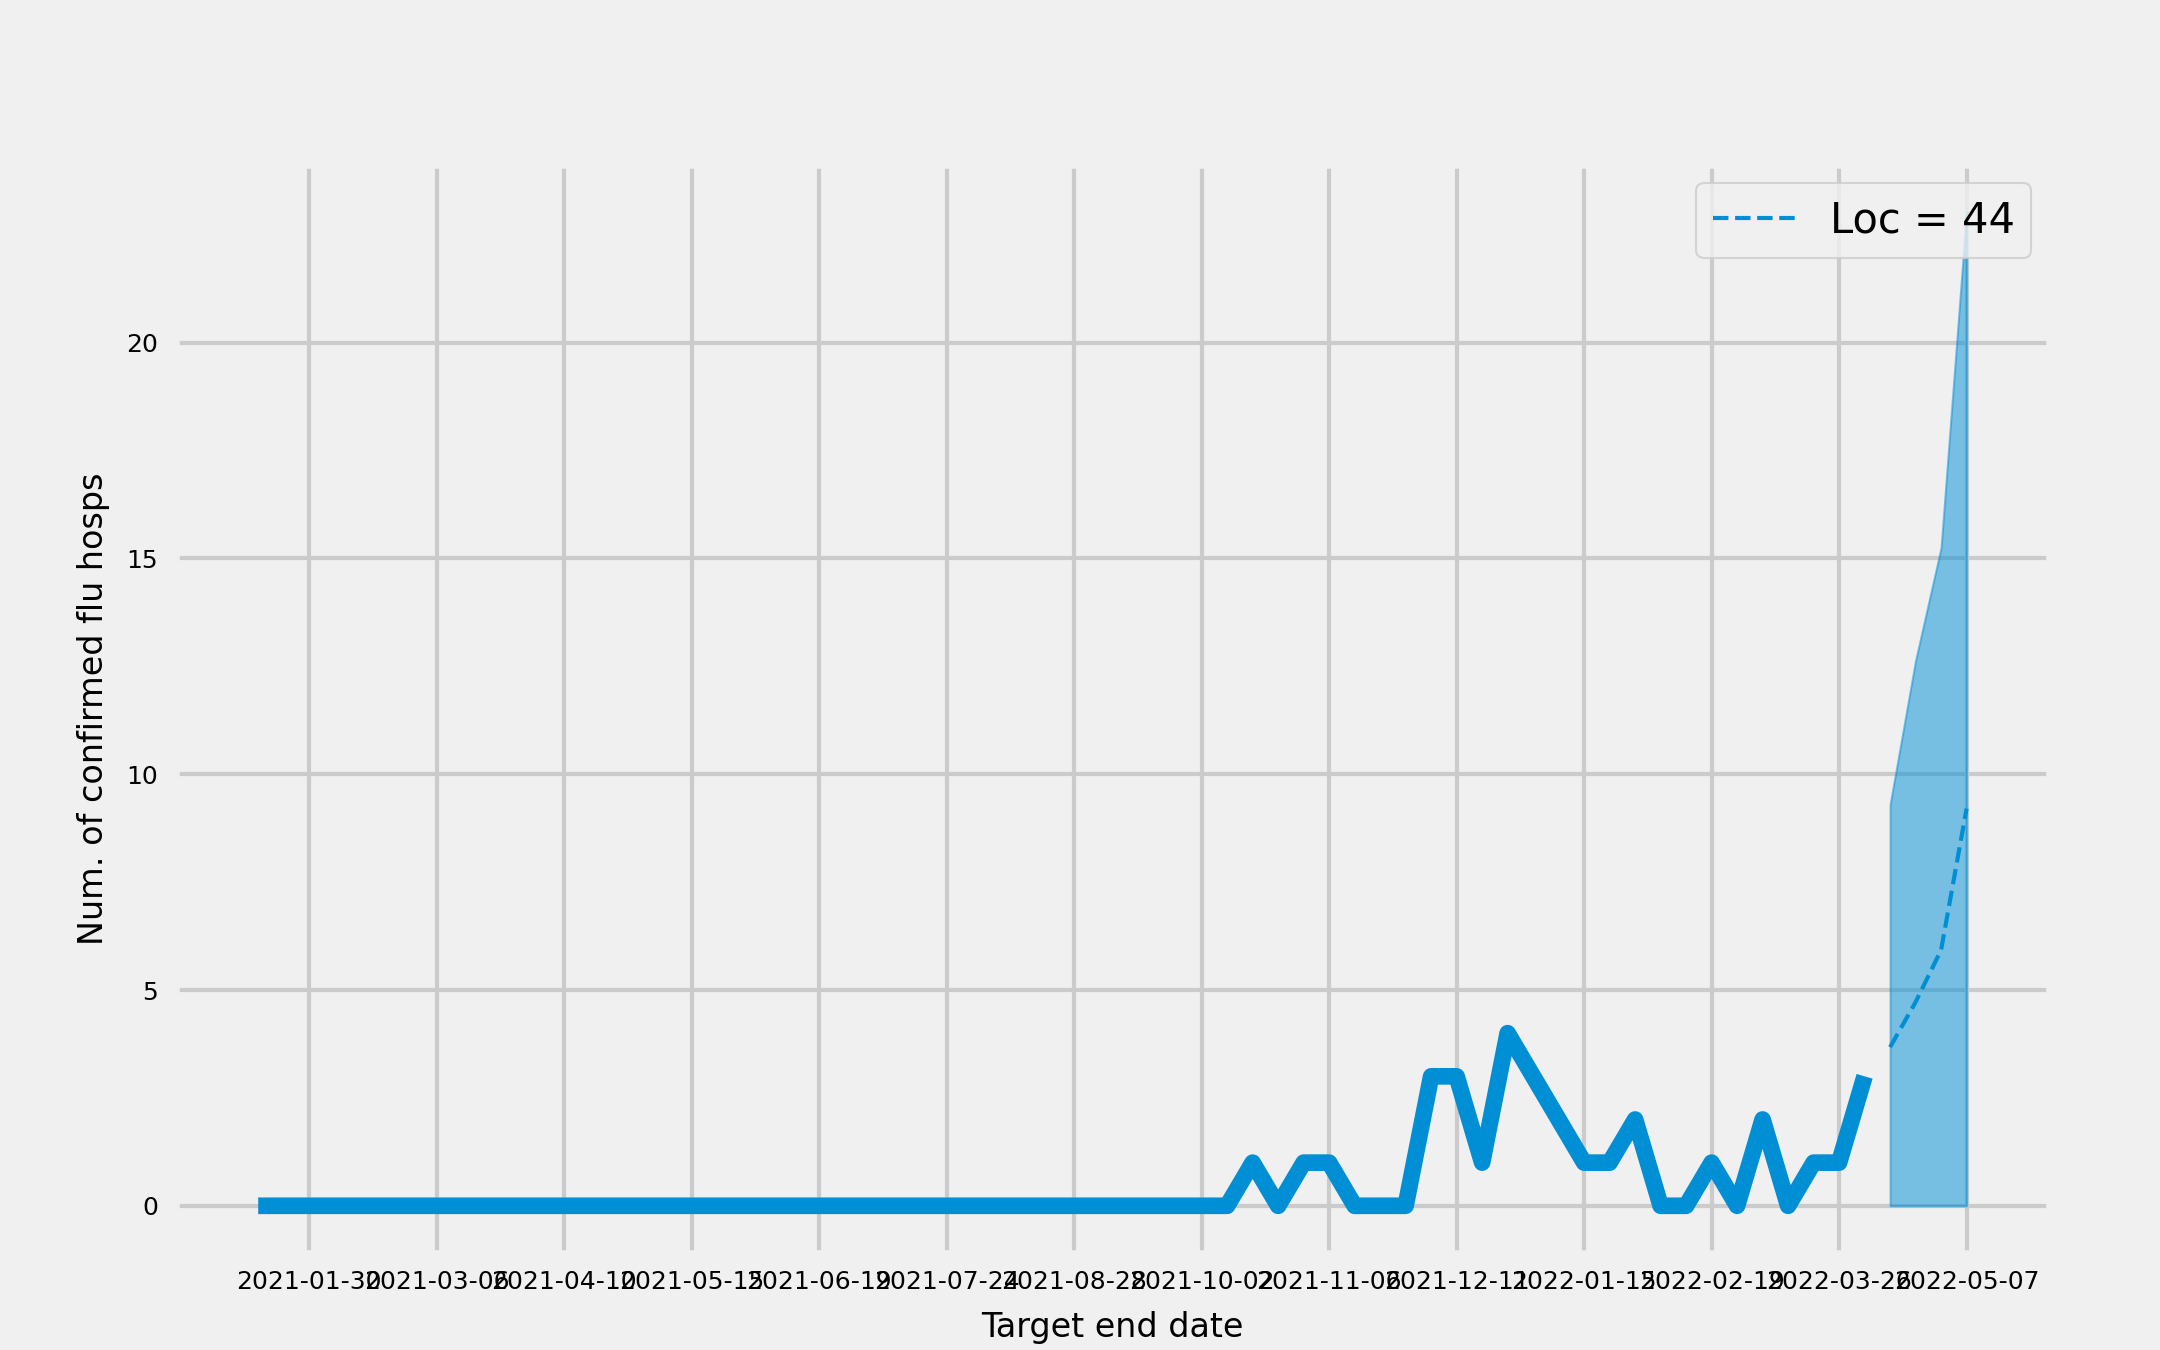 Loc = 44
20
15
10
5
0
Num. of confirmed flu hosps
2021-01-30 2021-03-06 2021-04-10 2021-05-15 2021-06-19 2021-07-24 2021-08-28 2021-10-02 2021-11-06 2021-12-11 2022-01-15 2022-02-19 2022-03-26 2022-05-07
Target end date